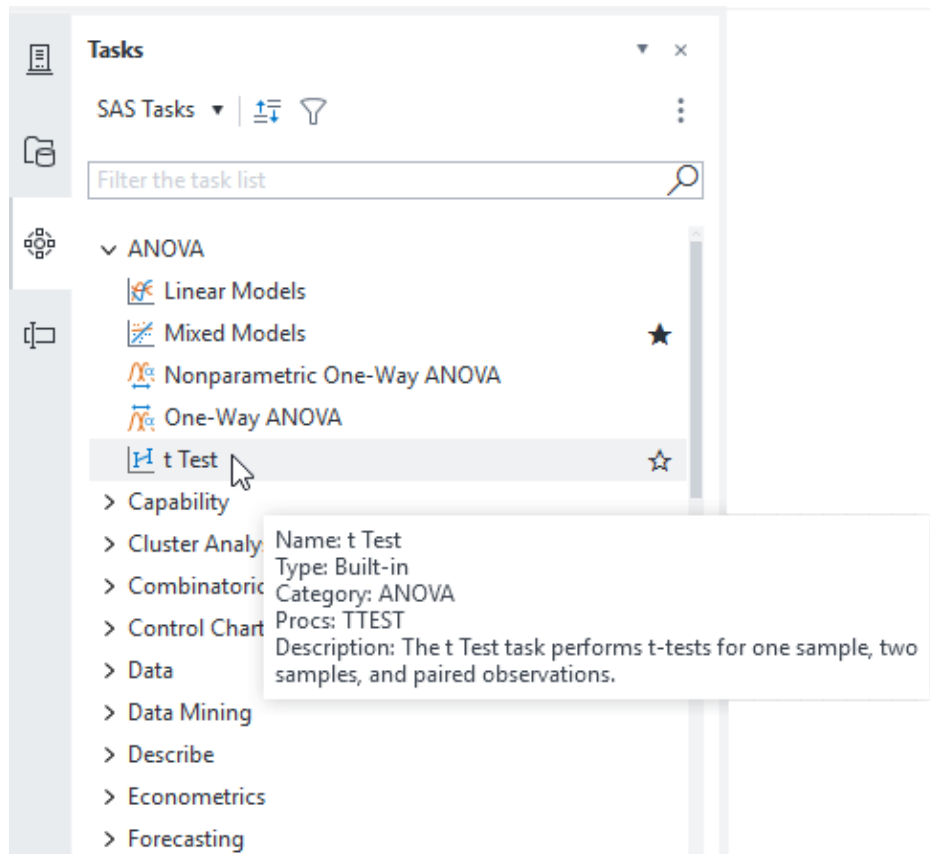 Tasks
SAS Tasks
Filter the task list
ANOVA
Linear Models
Mixed Models
Nonparametric One-Way ANOVA
One-Way ANOVA
t Test
Capability
Cluster Analy
Combinatoric
Control Chart
Data
Data Mining
Describe
Econometrics
Forecasting
Name: t Test
Type: Built-in
Category: ANOVA
Procs: TTEST
Description: The t Test task performs t-tests for one sample, two
samples, and paired observations.